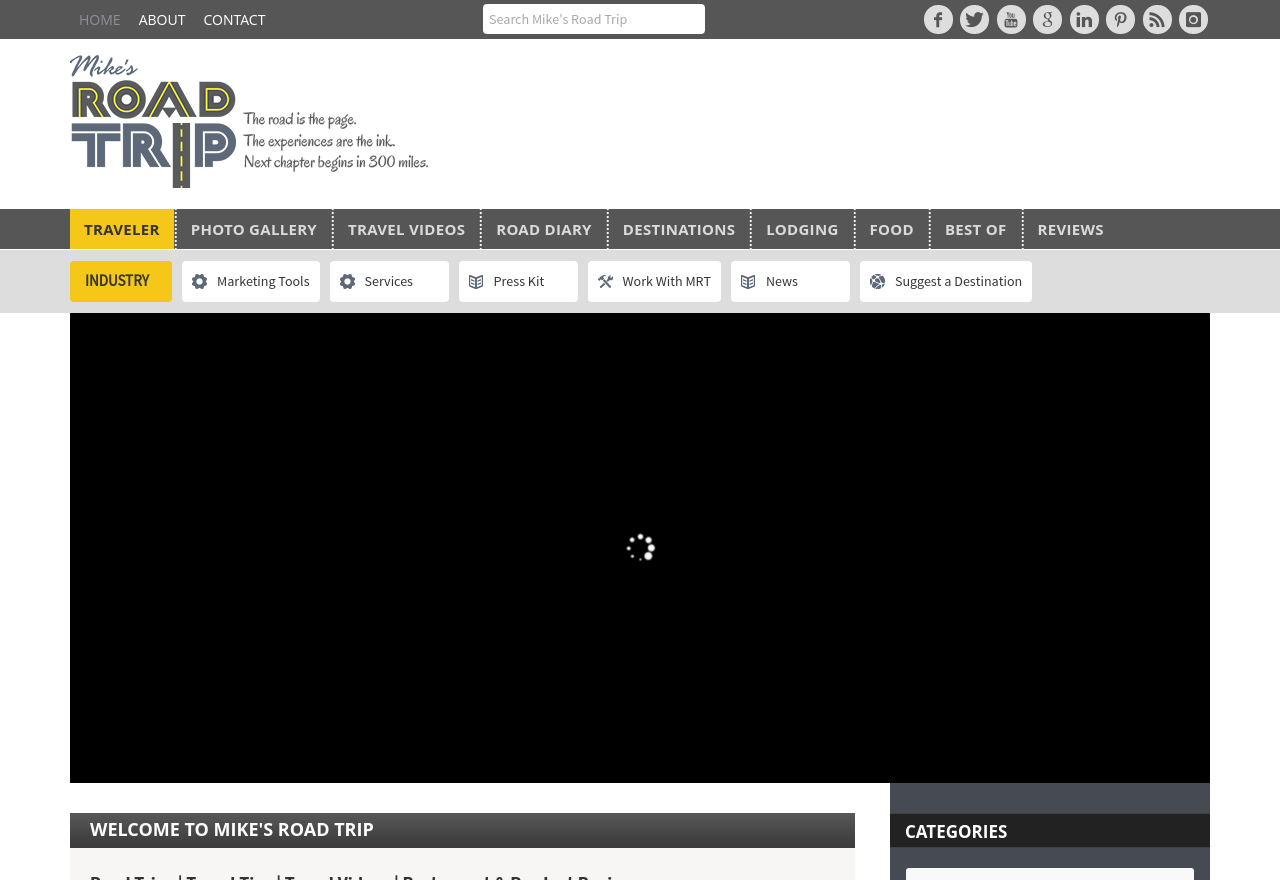 HOME ABOUT CONTACT Search Mike's Road Trip
Mike's
ROAD
TRIP
The road is the page.
The experiences are the ink.
Next chapter begins in 300 miles.
TRAVELER PHOTO GALLERY TRAVEL VIDEOS ROAD DIARY DESTINATIONS LODGING FOOD BEST OF REVIEWS
INDUSTRY Marketing Tools Services Press Kit Work With MRT News Suggest a Destination
WELCOME TO MIKE'S ROAD TRIP
CATEGORIES